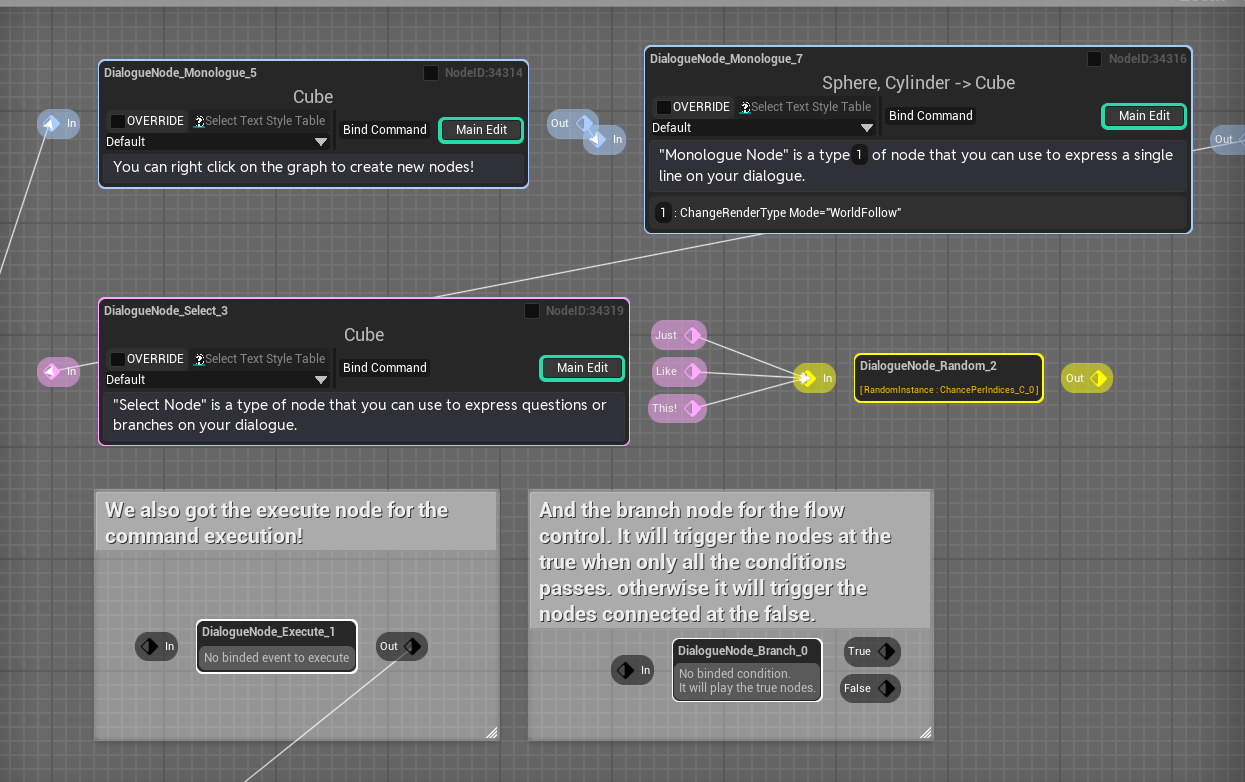 DialogueNode_Monologue_5
NodeID:34314
Cube
In
OVERRIDE
Select Text Style Table
Default
Bind Command
Main Edit
You can right click on the graph to create new nodes!
Out
In
DialogueNode_Monologue_7
NodeID:34316
Sphere, Cylinder -> Cube
OVERRIDE
Select Text Style Table
Default
Bind Command
Main Edit
"Monologue Node" is a type 1 of node that you can use to express a single
line on your dialogue.
1 : ChangeRenderType Mode="WorldFollow"
Out
DialogueNode_Select_3
NodeID:34319
Cube
In
OVERRIDE
Select Text Style Table
Default
Bind Command
Main Edit
"Select Node" is a type of node that you can use to express questions or
branches on your dialogue.
Just
Like
This!
In
DialogueNode_Random_2
[RandomInstance : ChancePerIndices_C_0 ]
Out
We also got the execute node for the
command execution!
In
DialogueNode_Execute_1
No binded event to execute
Out
And the branch node for the flow
control. It will trigger the nodes at the
true when only all the conditions
passes. otherwise it will trigger the
nodes connected at the false.
In
DialogueNode_Branch_0
No binded condition.
It will play the true nodes.
True
False